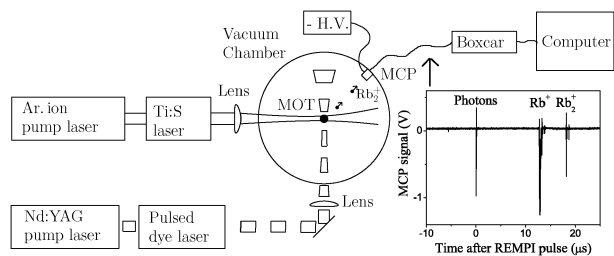 - H.V.
Vacuum
Chamber
Boxcar
Computer
MCP
Rb₂⁺
Lens
MOT
Ar. ion
pump laser
Ti:S
laser
Photons
Rb⁺
Rb₂⁺
MCP signal (V)
0
-1
-10
0
10
20
25
Time after REMPI pulse (μs)
Lens
Nd:YAG
pump laser
Pulsed
dye laser